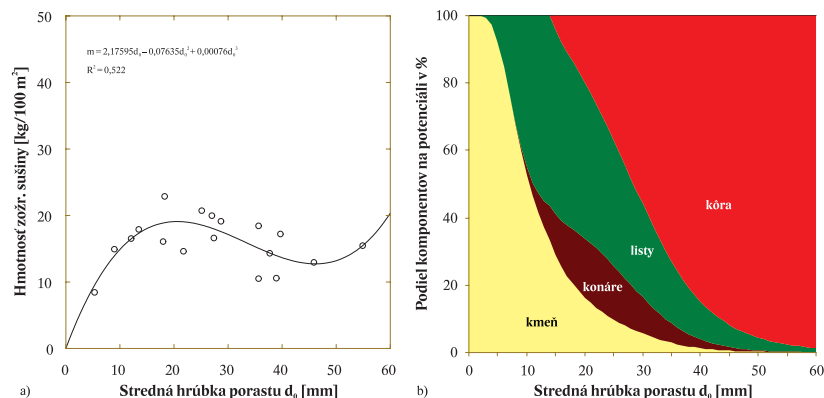 50
40
30
20
10
0
0 10 20 30 40 50 60
Hmotnosť zožr. sušiny [kg/100 m²]
m = 2,17595d₀ – 0,07635d₀² + 0,00076d₀³
R² = 0,522
a)
Stredná hrúbka porastu d₀ [mm]
100
80
60
40
20
0
0 10 20 30 40 50 60
Podiel komponentov na potenciáli v %
kôra
listy
konáre
kmeň
b)
Stredná hrúbka porastu d₀ [mm]